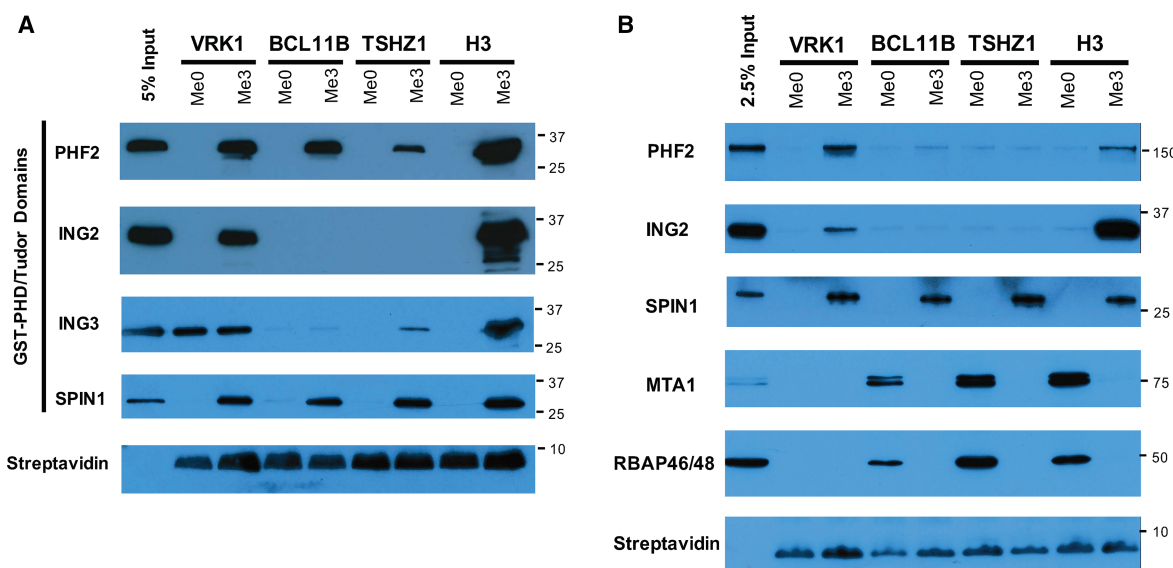 A
5% Input
VRK1 BCL11B TSHZ1 H3
Me0 Me3 Me0 Me3 Me0 Me3 Me0 Me3
GST-PHD/Tudor Domains
PHF2 37
25
ING2 37
25
ING3 37
25
SPIN1 37
25
Streptavidin 10
B
2.5% Input
VRK1 BCL11B TSHZ1 H3
Me0 Me3 Me0 Me3 Me0 Me3 Me0 Me3
PHF2 150
ING2 37
SPIN1 25
MTA1 75
RBAP46/48 50
Streptavidin 10